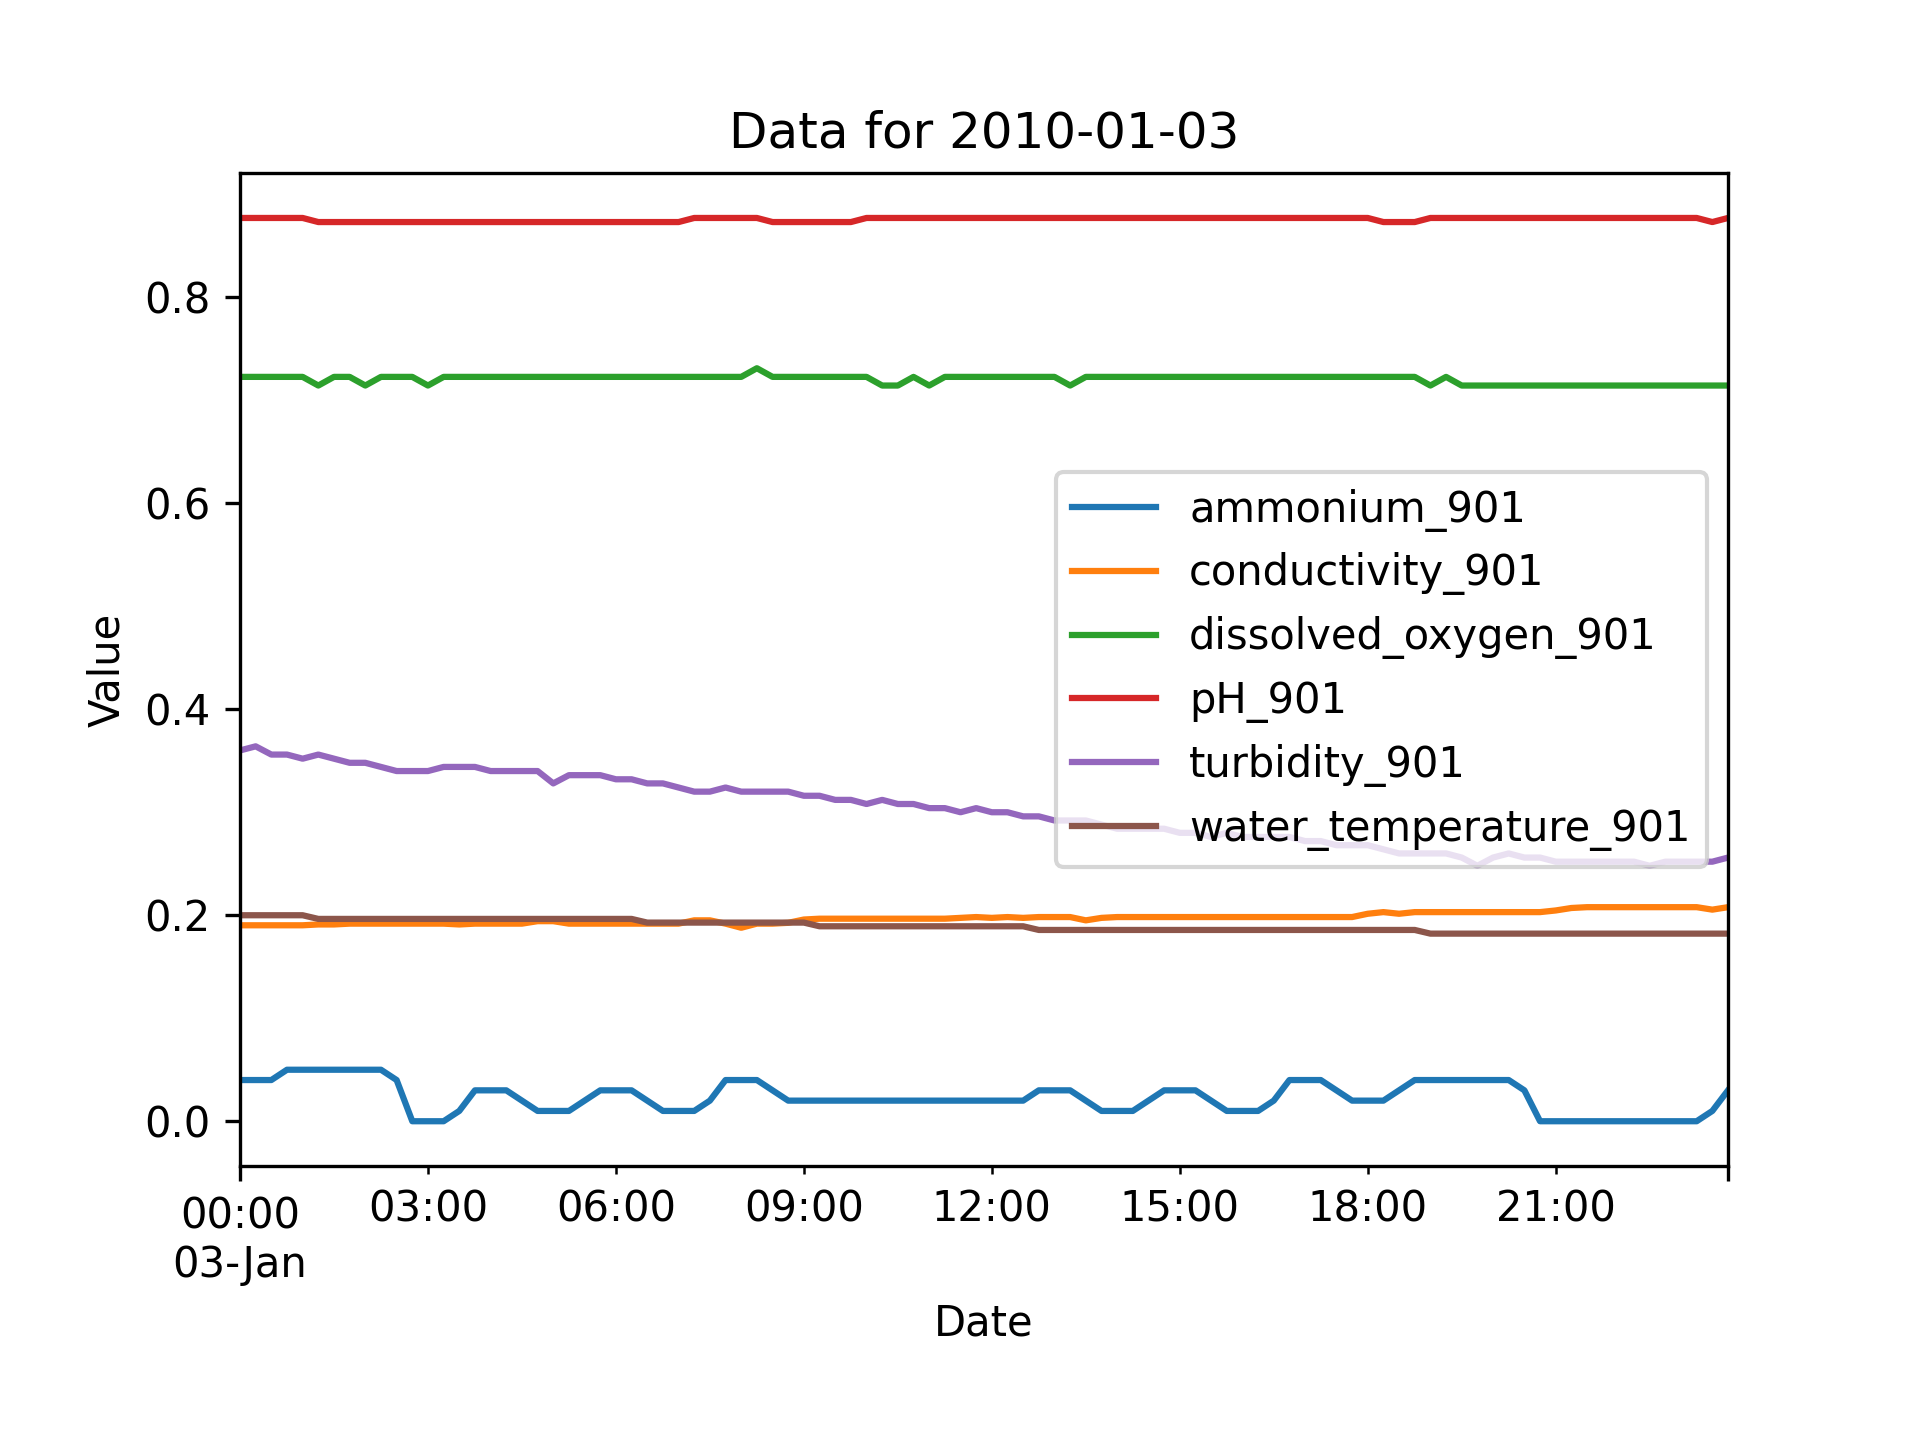 Data for 2010-01-03
Value
0.8
0.6
0.4
0.2
0.0
ammonium_901
conductivity_901
dissolved_oxygen_901
pH_901
turbidity_901
water_temperature_901
00:00 03:00 06:00 09:00 12:00 15:00 18:00 21:00
03-Jan
Date